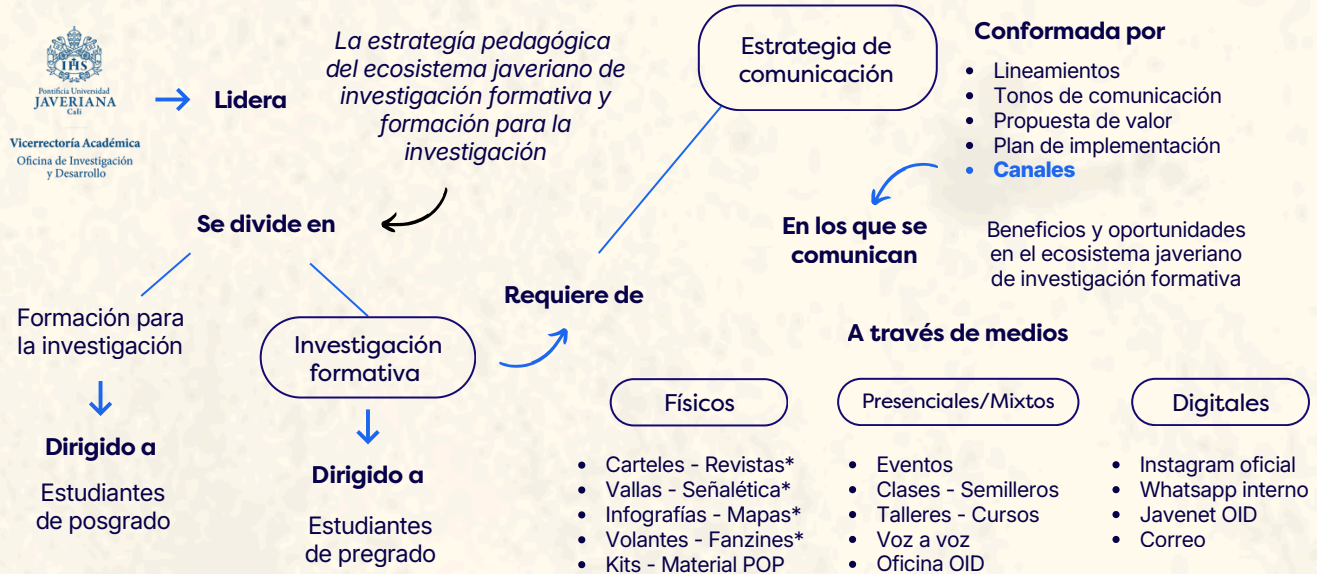 IHS
Pontificia Universidad
JAVERIANA
Cali
Vicerrectoría Académica
Oficina de Investigación
y Desarrollo
Lidera
La estrategía pedagógica
del ecosistema javeriano de
investigación formativa y
formación para la
investigación
Se divide en
Formación para
la investigación
Dirigido a
Estudiantes
de posgrado
Investigación
formativa
Dirigido a
Estudiantes
de pregrado
Requiere de
Estrategia de
comunicación
Conformada por
• Lineamientos
• Tonos de comunicación
• Propuesta de valor
• Plan de implementación
• Canales
En los que se
comunican
Beneficios y oportunidades
en el ecosistema javeriano
de investigación formativa
A través de medios
Físicos
• Carteles - Revistas*
• Vallas - Señalética*
• Infografías - Mapas*
• Volantes - Fanzines*
• Kits - Material POP
Presenciales/Mixtos
• Eventos
• Clases - Semilleros
• Talleres - Cursos
• Voz a voz
• Oficina OID
Digitales
• Instagram oficial
• Whatsapp interno
• Javenet OID
• Correo